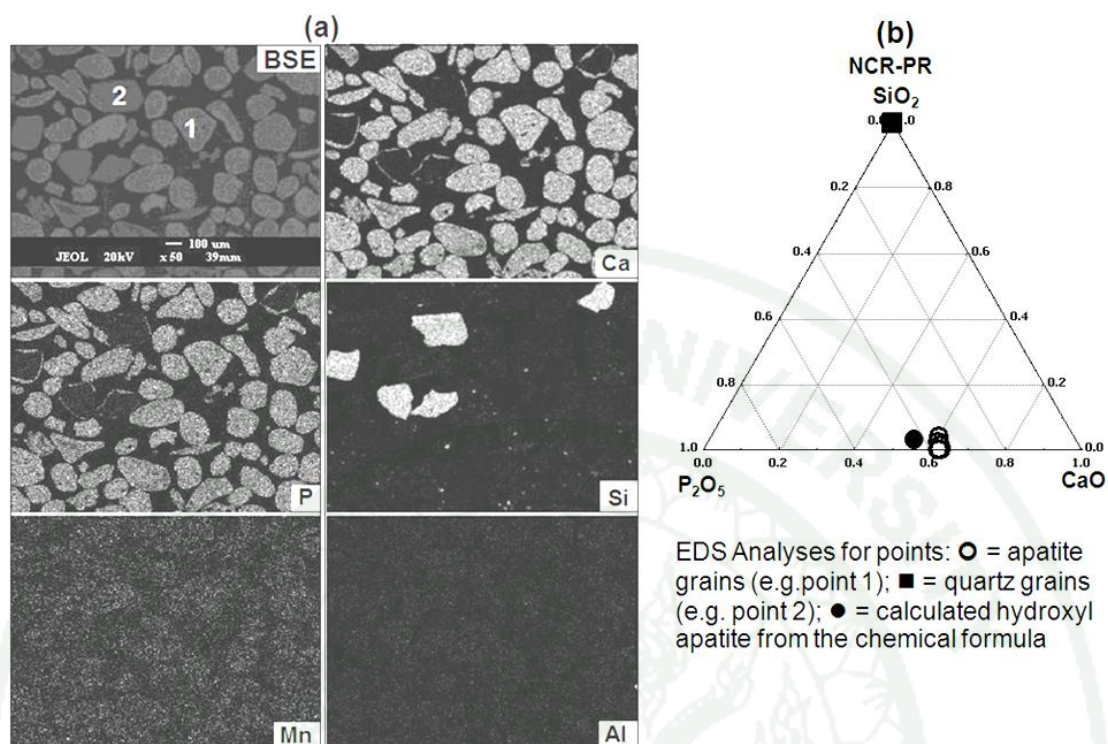 (a)
BSE
2
1
100 um
JEOL 20kV x 50 39mm
Ca
P
Si
Mn
Al
(b)
NCR-PR
SiO₂
0.2 0.8
0.4 0.6
0.6 0.4
0.8 0.2
1.0 0.0
0.0 0.2 0.4 0.6 0.8 1.0
P₂O₅ CaO
EDS Analyses for points: O = apatite
grains (e.g.point 1); ■ = quartz grains
(e.g. point 2); ● = calculated hydroxyl
apatite from the chemical formula
UNIVERSIT